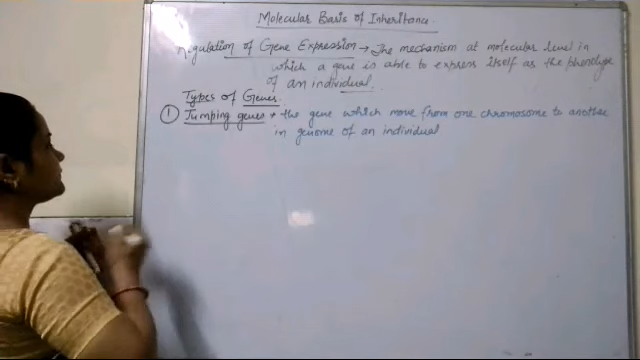 Molecular Basis of Inheritance
Regulation of Gene Expression → The mechanism at molecular level in
which a gene is able to express itself as the phenotype
of an individual.
Types of Genes.
① Jumping genes * the gene which move from one chromosome to another
in genome of an individual